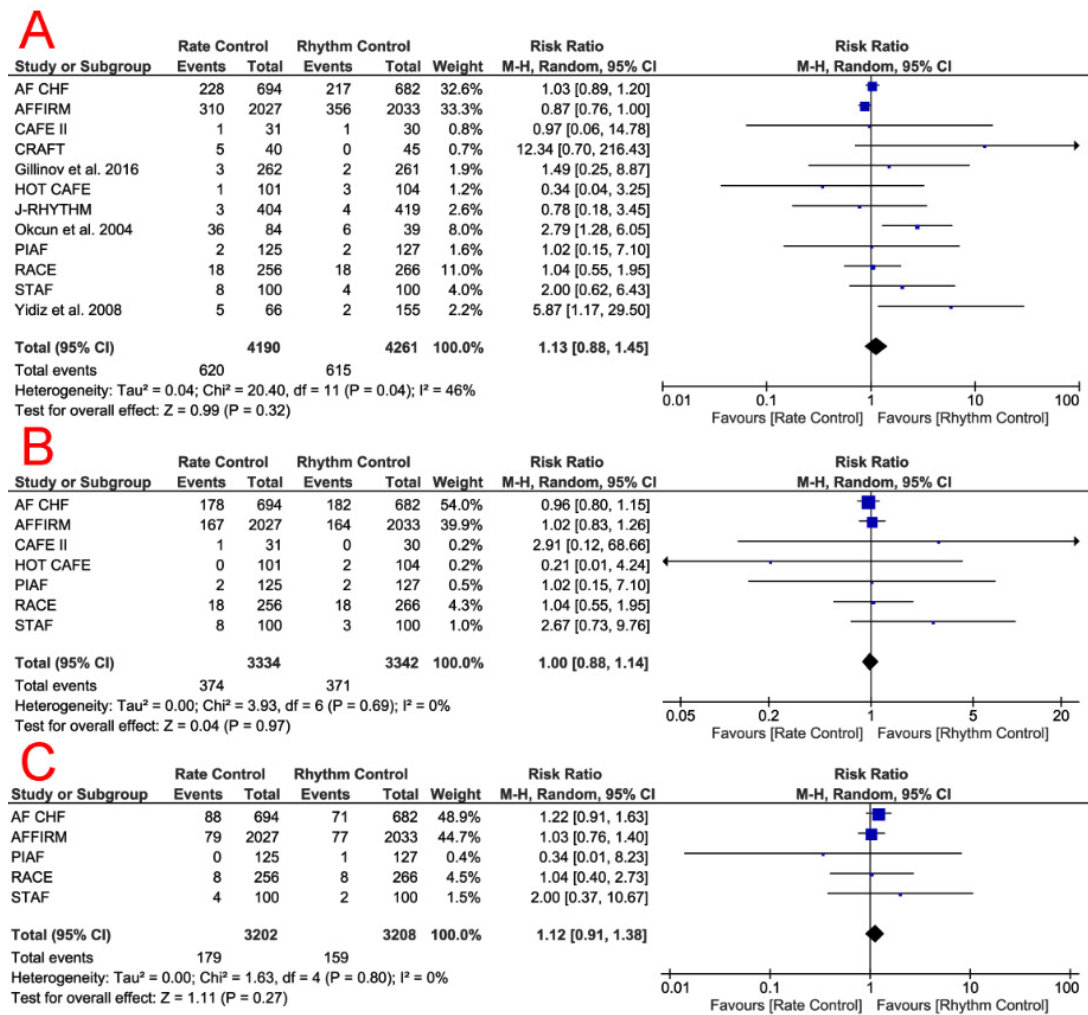 A
Rate Control Rhythm Control Risk Ratio Risk Ratio
Study or Subgroup Events Total Events Total Weight M-H, Random, 95% CI M-H, Random, 95% CI
AF CHF 228 694 217 682 32.6% 1.03 [0.89, 1.20]
AFFIRM 310 2027 356 2033 33.3% 0.87 [0.76, 1.00]
CAFE II 1 31 1 30 0.8% 0.97 [0.06, 14.78]
CRAFT 5 40 0 45 0.7% 12.34 [0.70, 216.43]
Gillinov et al. 2016 3 262 2 261 1.9% 1.49 [0.25, 8.87]
HOT CAFE 1 101 3 104 1.2% 0.34 [0.04, 3.25]
J-RHYTHM 3 404 4 419 2.6% 0.78 [0.18, 3.45]
Okcun et al. 2004 36 84 6 39 8.0% 2.79 [1.28, 6.05]
PIAF 2 125 2 127 1.6% 1.02 [0.15, 7.10]
RACE 18 256 18 266 11.0% 1.04 [0.55, 1.95]
STAF 8 100 4 100 4.0% 2.00 [0.62, 6.43]
Yidiz et al. 2008 5 66 2 155 2.2% 5.87 [1.17, 29.50]
Total (95% CI) 4190 4261 100.0% 1.13 [0.88, 1.45]
Total events 620 615
Heterogeneity: Tau² = 0.04; Chi² = 20.40, df = 11 (P = 0.04); I² = 46%
Test for overall effect: Z = 0.99 (P = 0.32)
0.01 0.1 1 10 100
Favours [Rate Control] Favours [Rhythm Control]
B
Rate Control Rhythm Control Risk Ratio Risk Ratio
Study or Subgroup Events Total Events Total Weight M-H, Random, 95% CI M-H, Random, 95% CI
AF CHF 178 694 182 682 54.0% 0.96 [0.80, 1.15]
AFFIRM 167 2027 164 2033 39.9% 1.02 [0.83, 1.26]
CAFE II 1 31 0 30 0.2% 2.91 [0.12, 68.66]
HOT CAFE 0 101 2 104 0.2% 0.21 [0.01, 4.24]
PIAF 2 125 2 127 0.5% 1.02 [0.15, 7.10]
RACE 18 256 18 266 4.3% 1.04 [0.55, 1.95]
STAF 8 100 3 100 1.0% 2.67 [0.73, 9.76]
Total (95% CI) 3334 3342 100.0% 1.00 [0.88, 1.14]
Total events 374 371
Heterogeneity: Tau² = 0.00; Chi² = 3.93, df = 6 (P = 0.69); I² = 0%
Test for overall effect: Z = 0.04 (P = 0.97)
0.05 0.2 1 5 20
Favours [Rate Control] Favours [Rhythm Control]
C
Rate Control Rhythm Control Risk Ratio Risk Ratio
Study or Subgroup Events Total Events Total Weight M-H, Random, 95% CI M-H, Random, 95% CI
AF CHF 88 694 71 682 48.9% 1.22 [0.91, 1.63]
AFFIRM 79 2027 77 2033 44.7% 1.03 [0.76, 1.40]
PIAF 0 125 1 127 0.4% 0.34 [0.01, 8.23]
RACE 8 256 8 266 4.5% 1.04 [0.40, 2.73]
STAF 4 100 2 100 1.5% 2.00 [0.37, 10.67]
Total (95% CI) 3202 3208 100.0% 1.12 [0.91, 1.38]
Total events 179 159
Heterogeneity: Tau² = 0.00; Chi² = 1.63, df = 4 (P = 0.80); I² = 0%
Test for overall effect: Z = 1.11 (P = 0.27)
0.01 0.1 1 10 100
Favours [Rate Control] Favours [Rhythm Control]